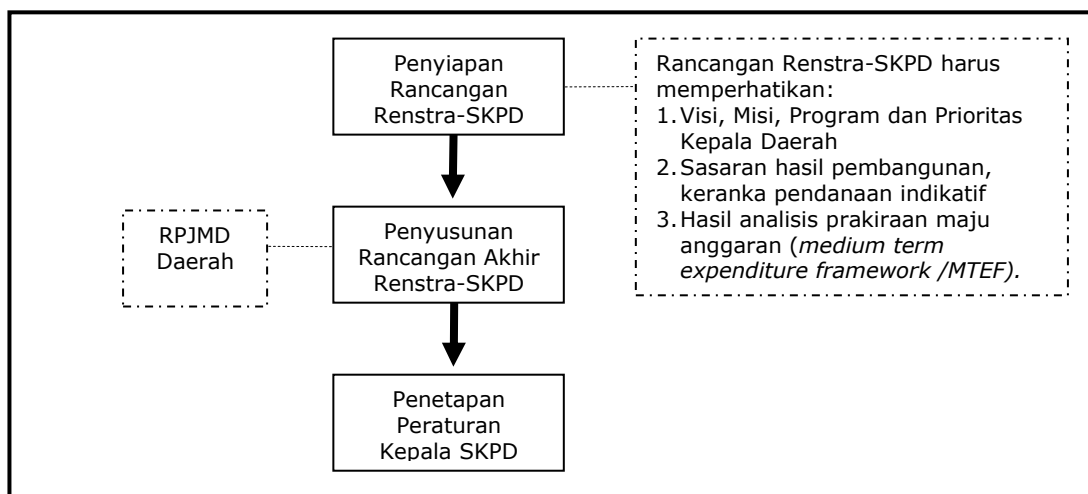 Penyiapan
Rancangan
Renstra-SKPD
Rancangan Renstra-SKPD harus
memperhatikan:
1. Visi, Misi, Program dan Prioritas
Kepala Daerah
2. Sasaran hasil pembangunan,
keranka pendanaan indikatif
3. Hasil analisis prakiraan maju
anggaran (medium term
expenditure framework /MTEF).
RPJMD
Daerah
Penyusunan
Rancangan Akhir
Renstra-SKPD
Penetapan
Peraturan
Kepala SKPD